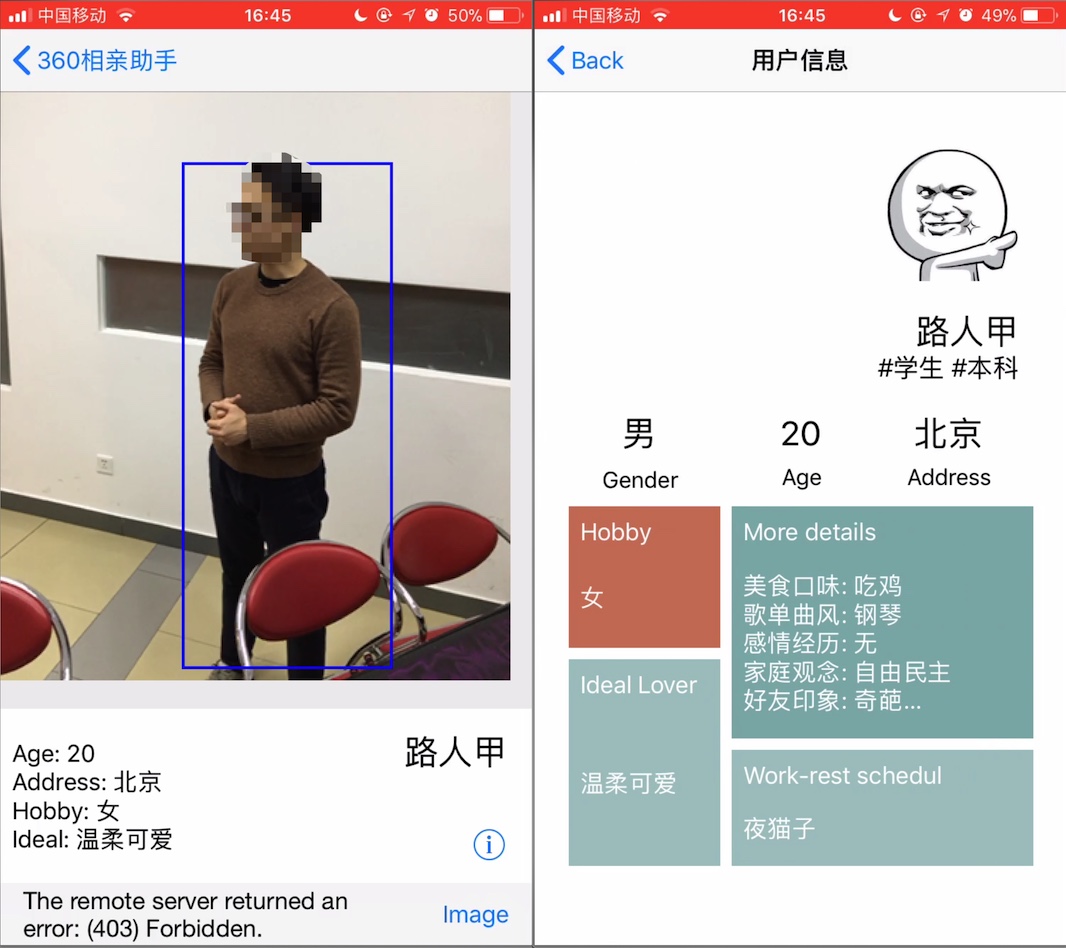 中国移动 16:45 50%
360相亲助手
Age: 20
Address: 北京
Hobby: 女
Ideal: 温柔可爱
路人甲
The remote server returned an
error: (403) Forbidden.
Image
中国移动 16:45 49%
Back
用户信息
路人甲
#学生 #本科
男
Gender
20
Age
北京
Address
Hobby
女
Ideal Lover
温柔可爱
More details
美食口味: 吃鸡
歌单曲风: 钢琴
感情经历: 无
家庭观念: 自由民主
好友印象: 奇葩...
Work-rest schedul
夜猫子